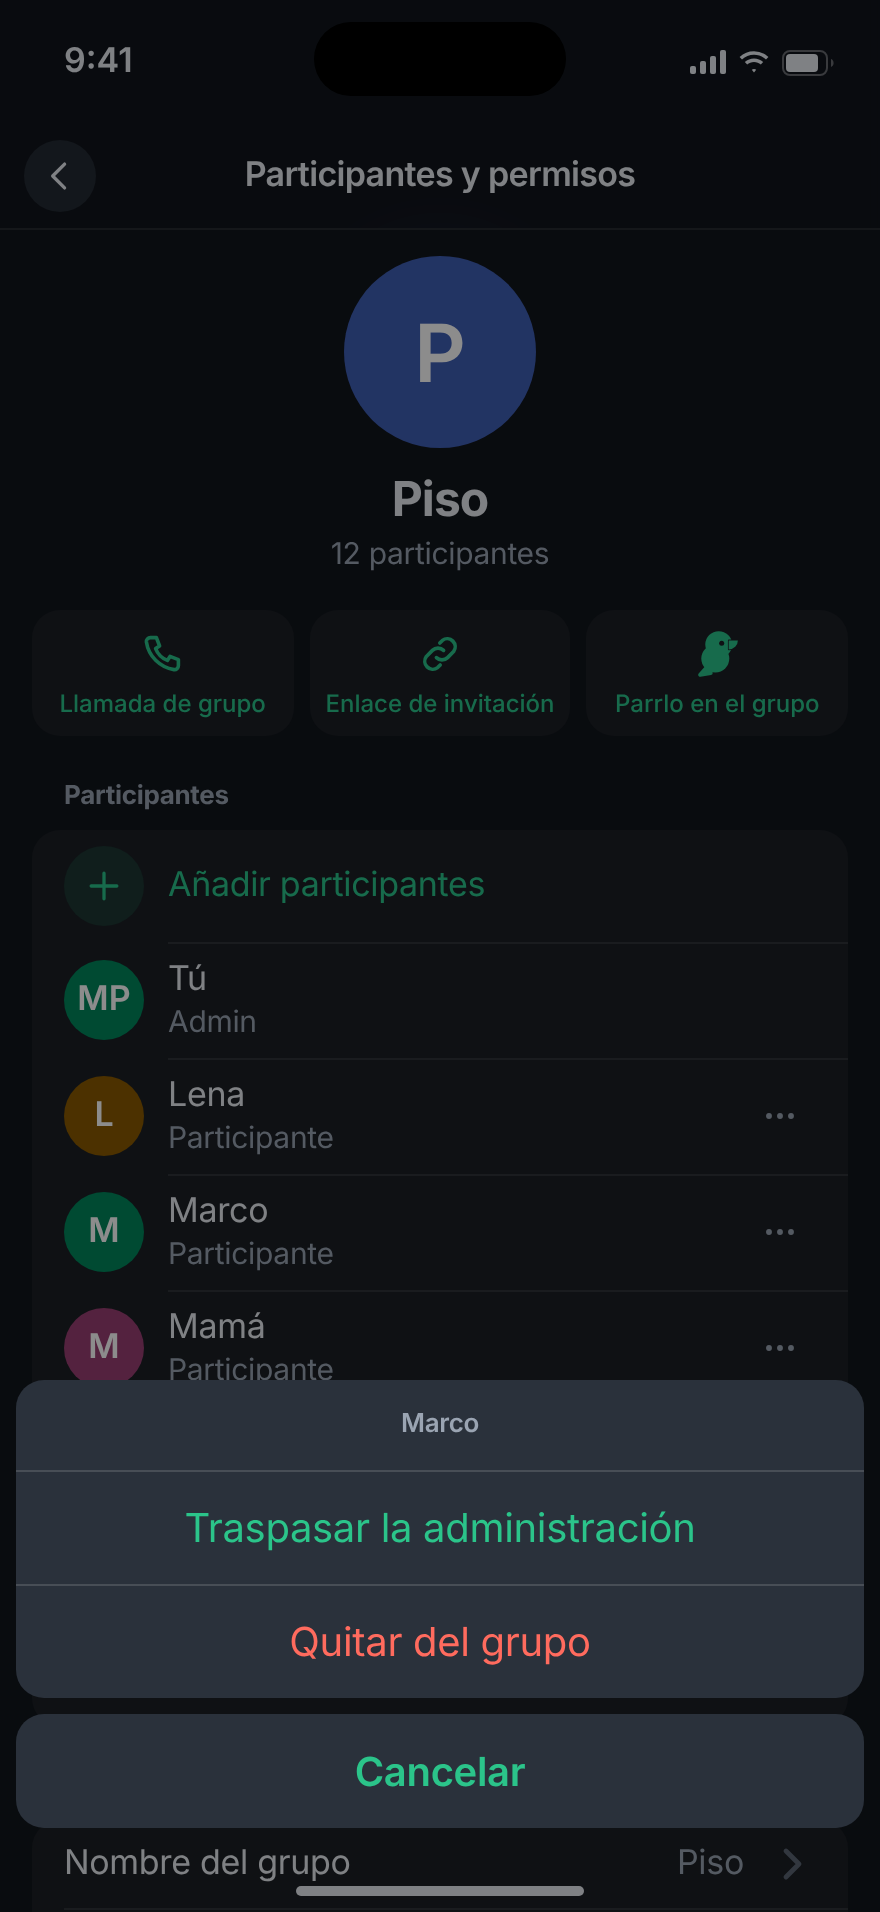 9:41
Participantes y permisos
P
Piso
12 participantes
Llamada de grupo
Enlace de invitación
Parrlo en el grupo
Participantes
Añadir participantes
MP
Tú
Admin
L
Lena
Participante
M
Marco
Participante
M
Mamá
Participante
Marco
Traspasar la administración
Quitar del grupo
Cancelar
Nombre del grupo
Piso